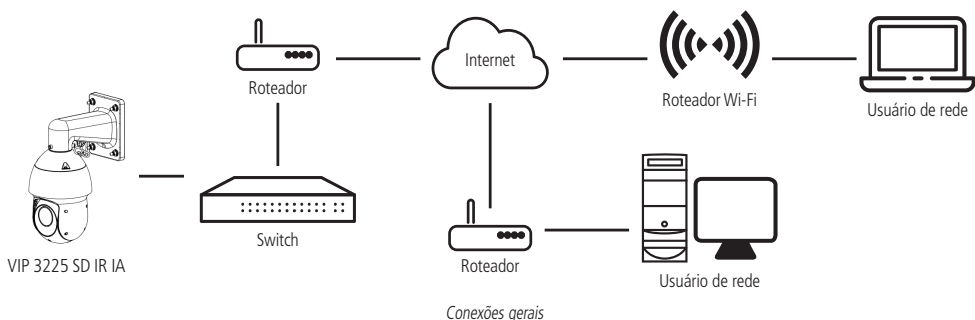 Internet
Roteador
Roteador Wi-Fi
Usuário de rede
Switch
VIP 3225 SD IR IA
Roteador
Usuário de rede
Conexões gerais